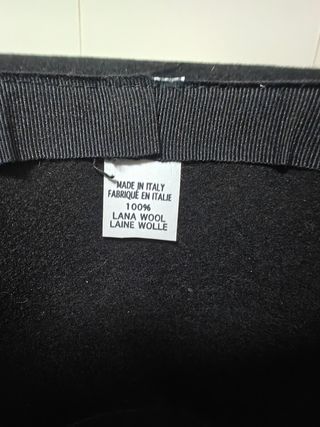 MADE IN ITALY
FABRIQUÉ EN ITALIE
100%
LANA WOOL
LAINE WOLLE